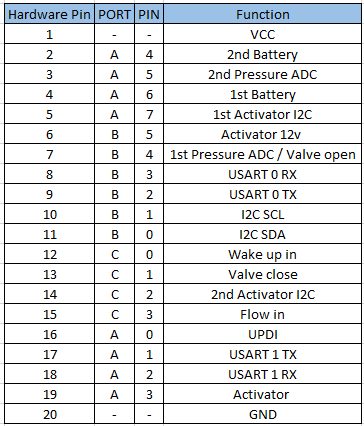 Hardware Pin PORT PIN Function
1 - - VCC
2 A 4 2nd Battery
3 A 5 2nd Pressure ADC
4 A 6 1st Battery
5 A 7 1st Activator I2C
6 B 5 Activator 12v
7 B 4 1st Pressure ADC / Valve open
8 B 3 USART 0 RX
9 B 2 USART 0 TX
10 B 1 I2C SCL
11 B 0 I2C SDA
12 C 0 Wake up in
13 C 1 Valve close
14 C 2 2nd Activator I2C
15 C 3 Flow in
16 A 0 UPDI
17 A 1 USART 1 TX
18 A 2 USART 1 RX
19 A 3 Activator
20 - - GND